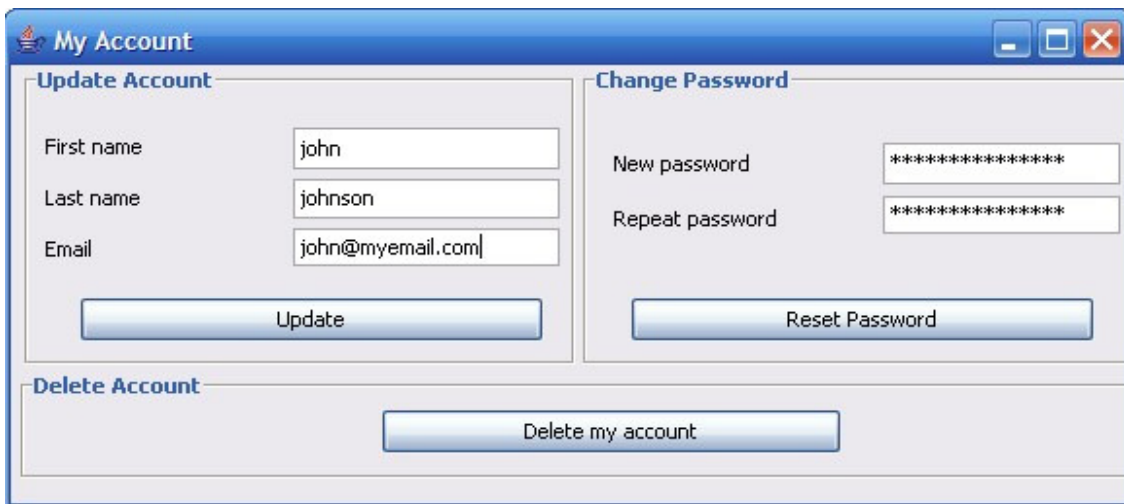 My Account
Update Account
First name john
Last name johnson
Email john@myemail.com
Update
Change Password
New password ***************
Repeat password ***************
Reset Password
Delete Account
Delete my account